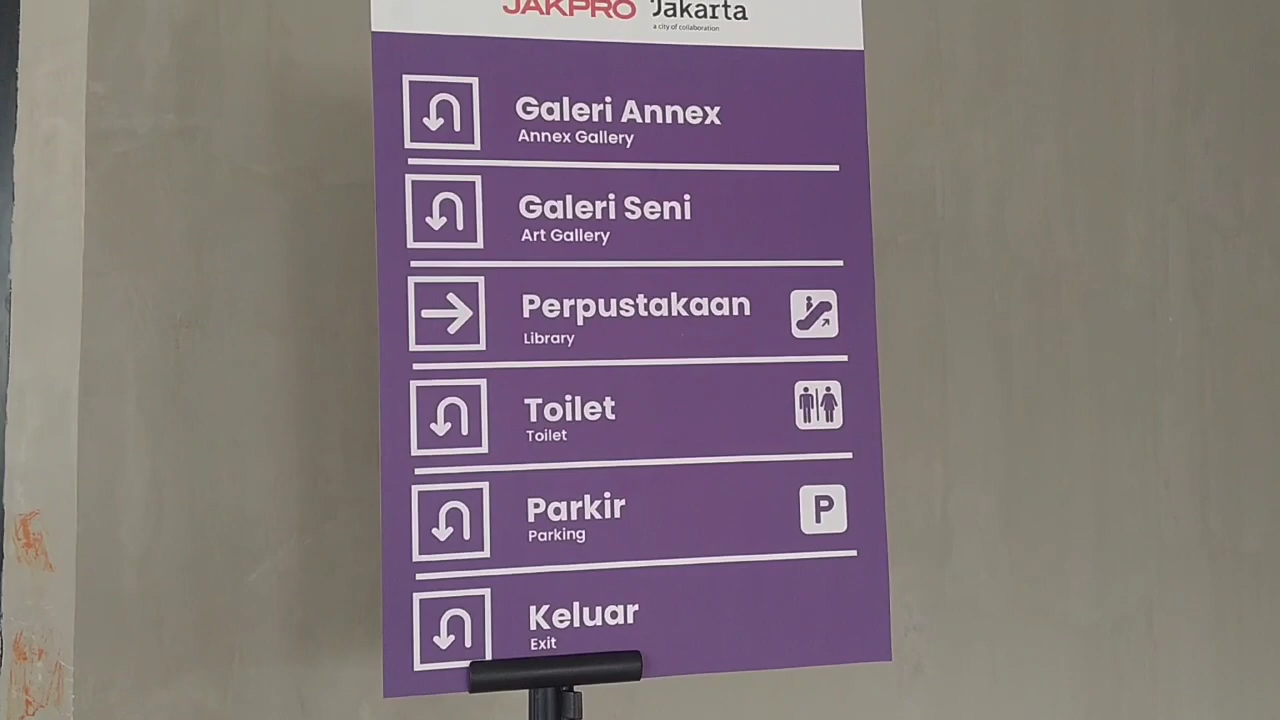 JAKPRO Jakarta
a city of collaboration
Galeri Annex
Annex Gallery
Galeri Seni
Art Gallery
Perpustakaan
Library
Toilet
Toilet
Parkir
Parking
P
Keluar
Exit